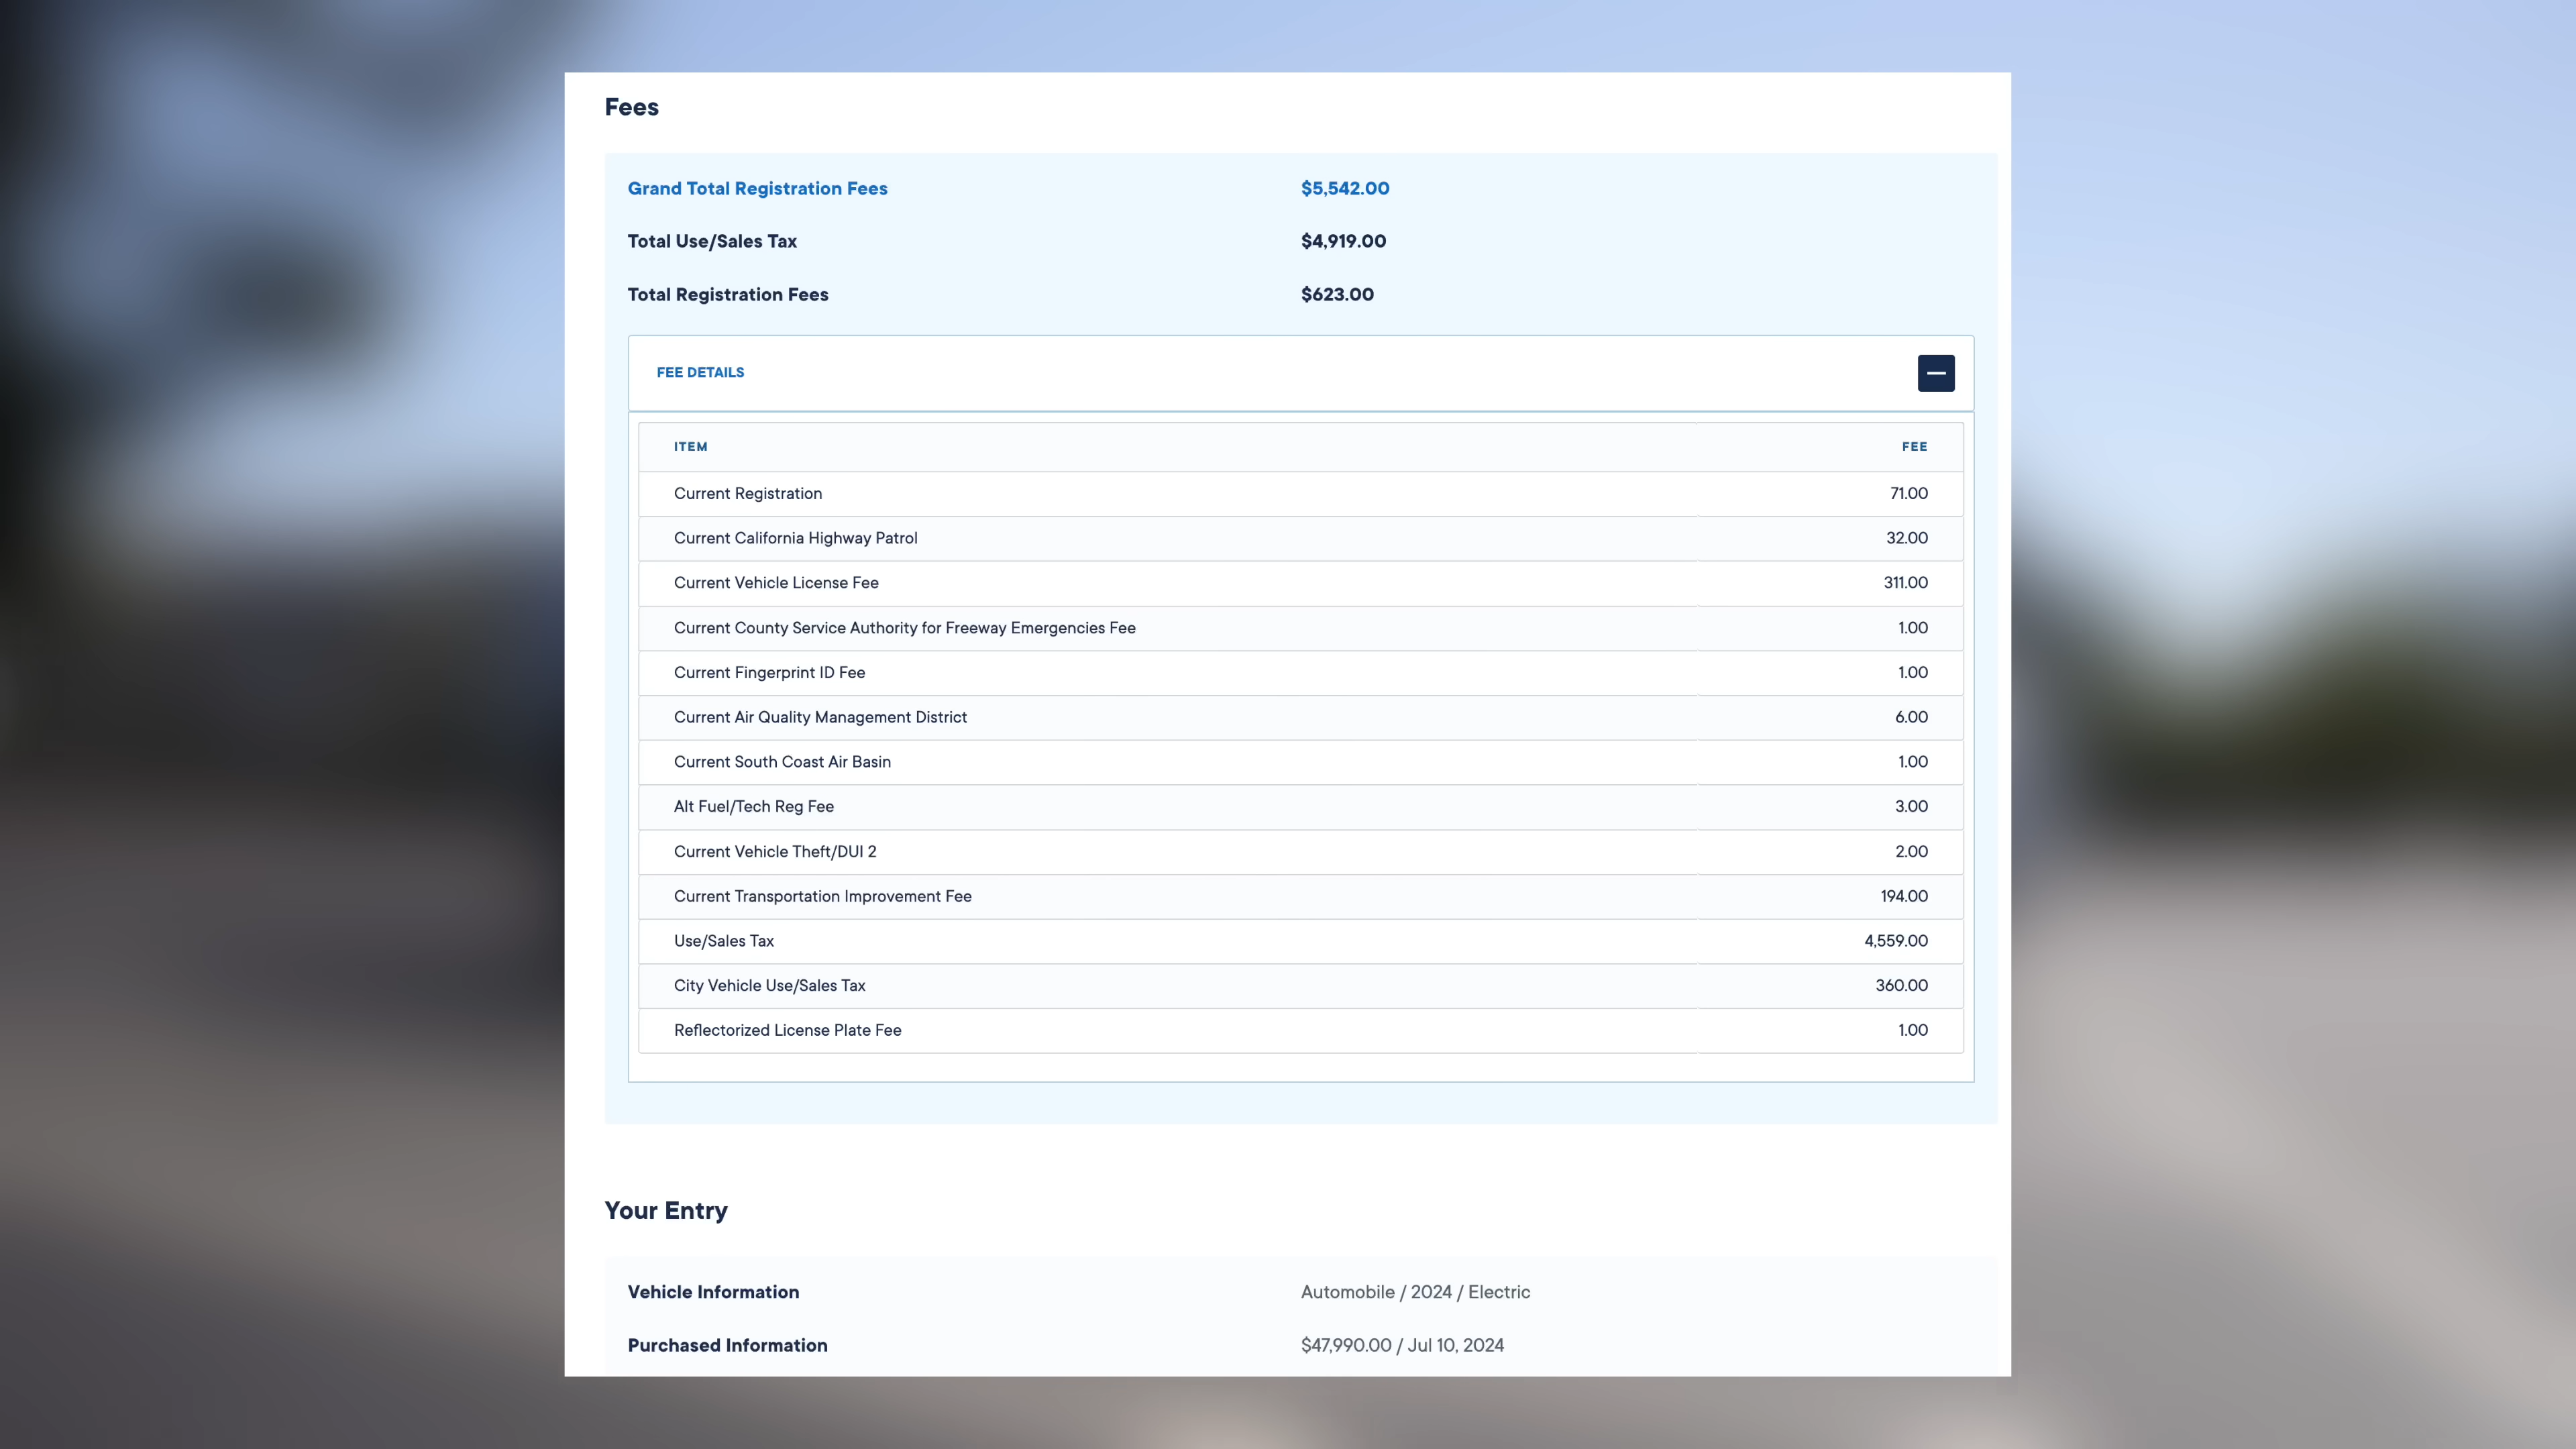 Fees
Grand Total Registration Fees $5,542.00
Total Use/Sales Tax $4,919.00
Total Registration Fees $623.00
FEE DETAILS
ITEM FEE
Current Registration 71.00
Current California Highway Patrol 32.00
Current Vehicle License Fee 311.00
Current County Service Authority for Freeway Emergencies Fee 1.00
Current Fingerprint ID Fee 1.00
Current Air Quality Management District 6.00
Current South Coast Air Basin 1.00
Alt Fuel/Tech Reg Fee 3.00
Current Vehicle Theft/DUI 2 2.00
Current Transportation Improvement Fee 194.00
Use/Sales Tax 4,559.00
City Vehicle Use/Sales Tax 360.00
Reflectorized License Plate Fee 1.00
Your Entry
Vehicle Information Automobile / 2024 / Electric
Purchased Information $47,990.00 / Jul 10, 2024